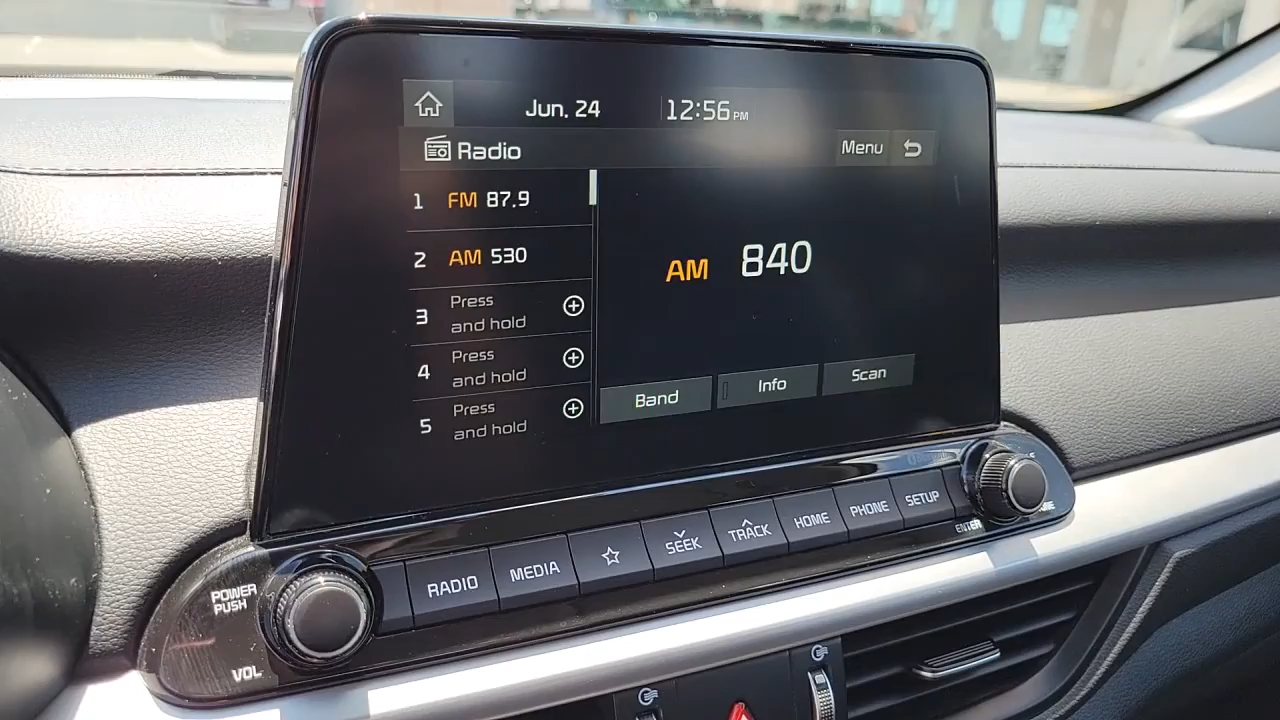 Jun. 24 12:56 PM
Radio Menu
1 FM 87.9
2 AM 530
3 Press and hold
4 Press and hold
5 Press and hold
AM 840
Band Info Scan
RADIO MEDIA SEEK TRACK HOME PHONE SETUP
ENTER
POWER
PUSH
VOL